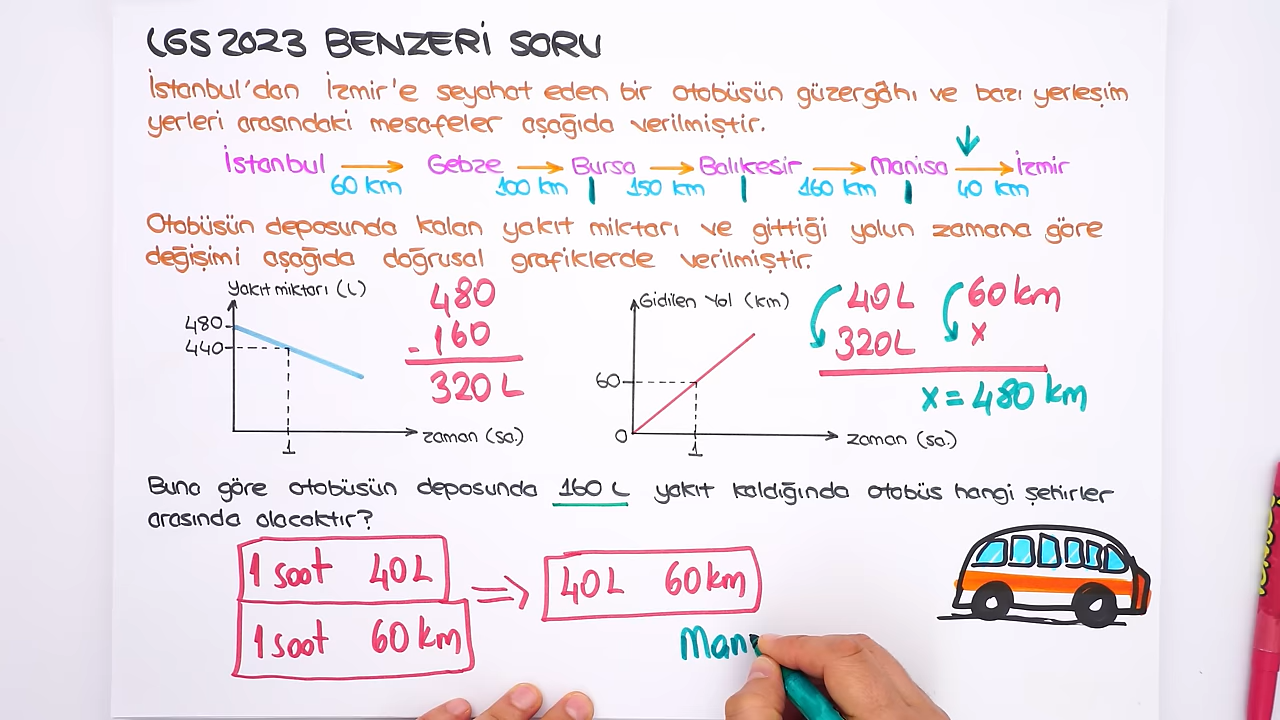 LGS 2023 BENZERİ SORU
İstanbul'dan İzmir'e seyahat eden bir otobüsün güzergâhı ve bazı yerleşim
yerleri arasındaki mesafeler aşağıda verilmiştir.
İstanbul → Gebze → Bursa → Balıkesir → Manisa → İzmir
60 km 100 km 150 km 160 km 40 km
Otobüsün deposunda kalan yakıt miktarı ve gittiği yolun zamana göre
değişimi aşağıda doğrusal grafiklerde verilmiştir.
Yakıt miktarı (L)
480
440
1
zaman (sa.)
480
- 160
320 L
Gidilen Yol (km)
60
0
1
zaman (sa.)
40 L 60 km
320 L x
x = 480 km
Buna göre otobüsün deposunda 160 L yakıt kaldığında otobüs hangi şehirler
arasında olacaktır?
1 saat 40 L
1 saat 60 km
⇒ 40 L 60 km
Man